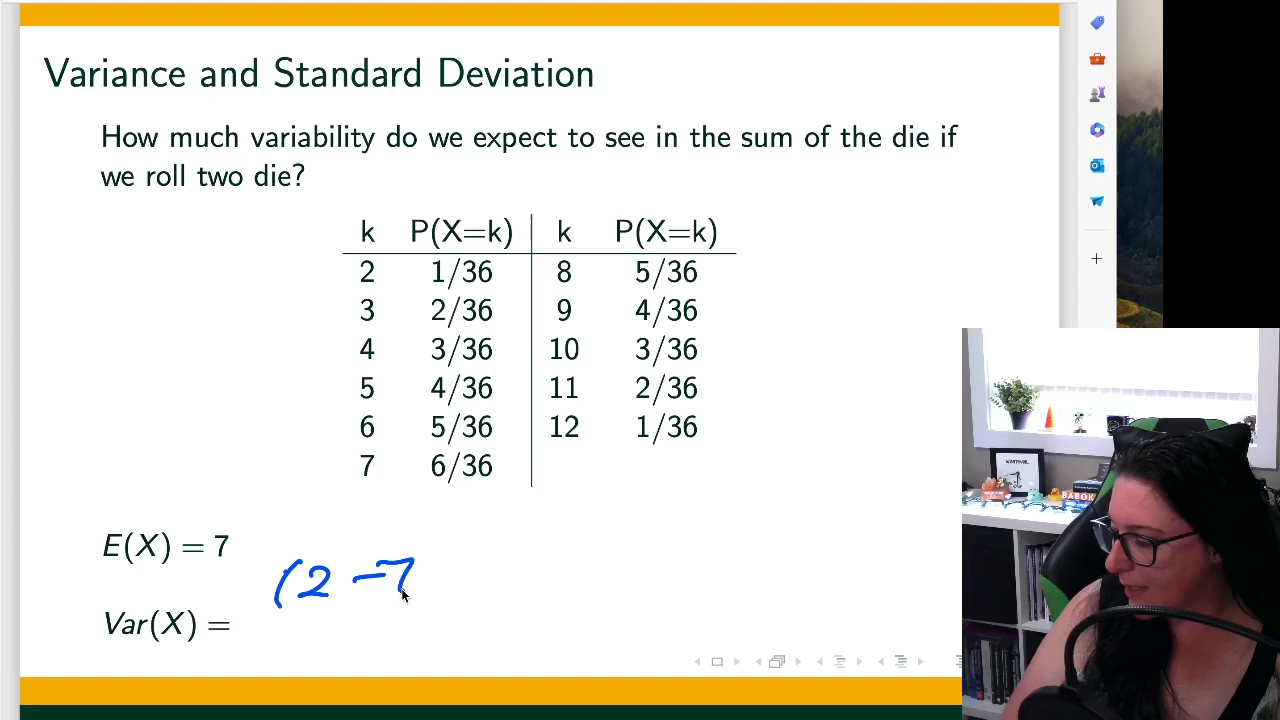 Variance and Standard Deviation
How much variability do we expect to see in the sum of the die if
we roll two die?
k P(X=k) k P(X=k)
2 1/36 8 5/36
3 2/36 9 4/36
4 3/36 10 3/36
5 4/36 11 2/36
6 5/36 12 1/36
7 6/36
E(X) = 7
(2 -7
Var(X) =
BABOK